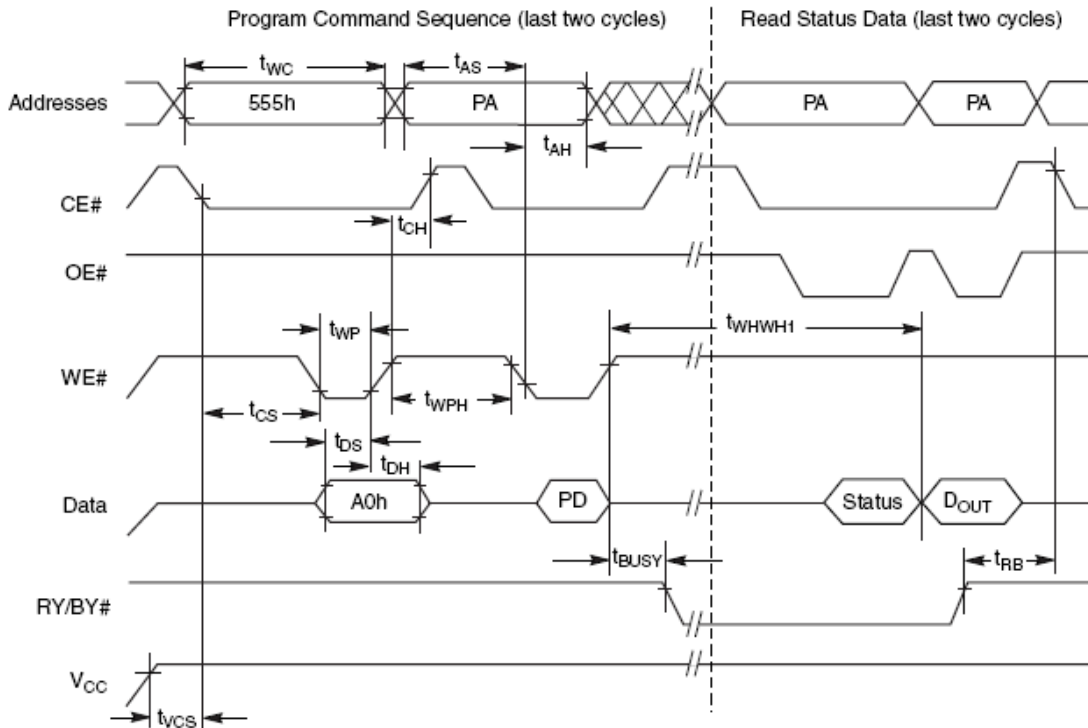 Program Command Sequence (last two cycles)
Read Status Data (last two cycles)
tWC
tAS
Addresses
555h
PA
PA
PA
tAH
CE#
tCH
OE#
tWP
tWHWH1
WE#
tCS
tWPH
tDS
tDH
Data
A0h
PD
Status
DOUT
tBUSY
tRB
RY/BY#
VCC
tVCS